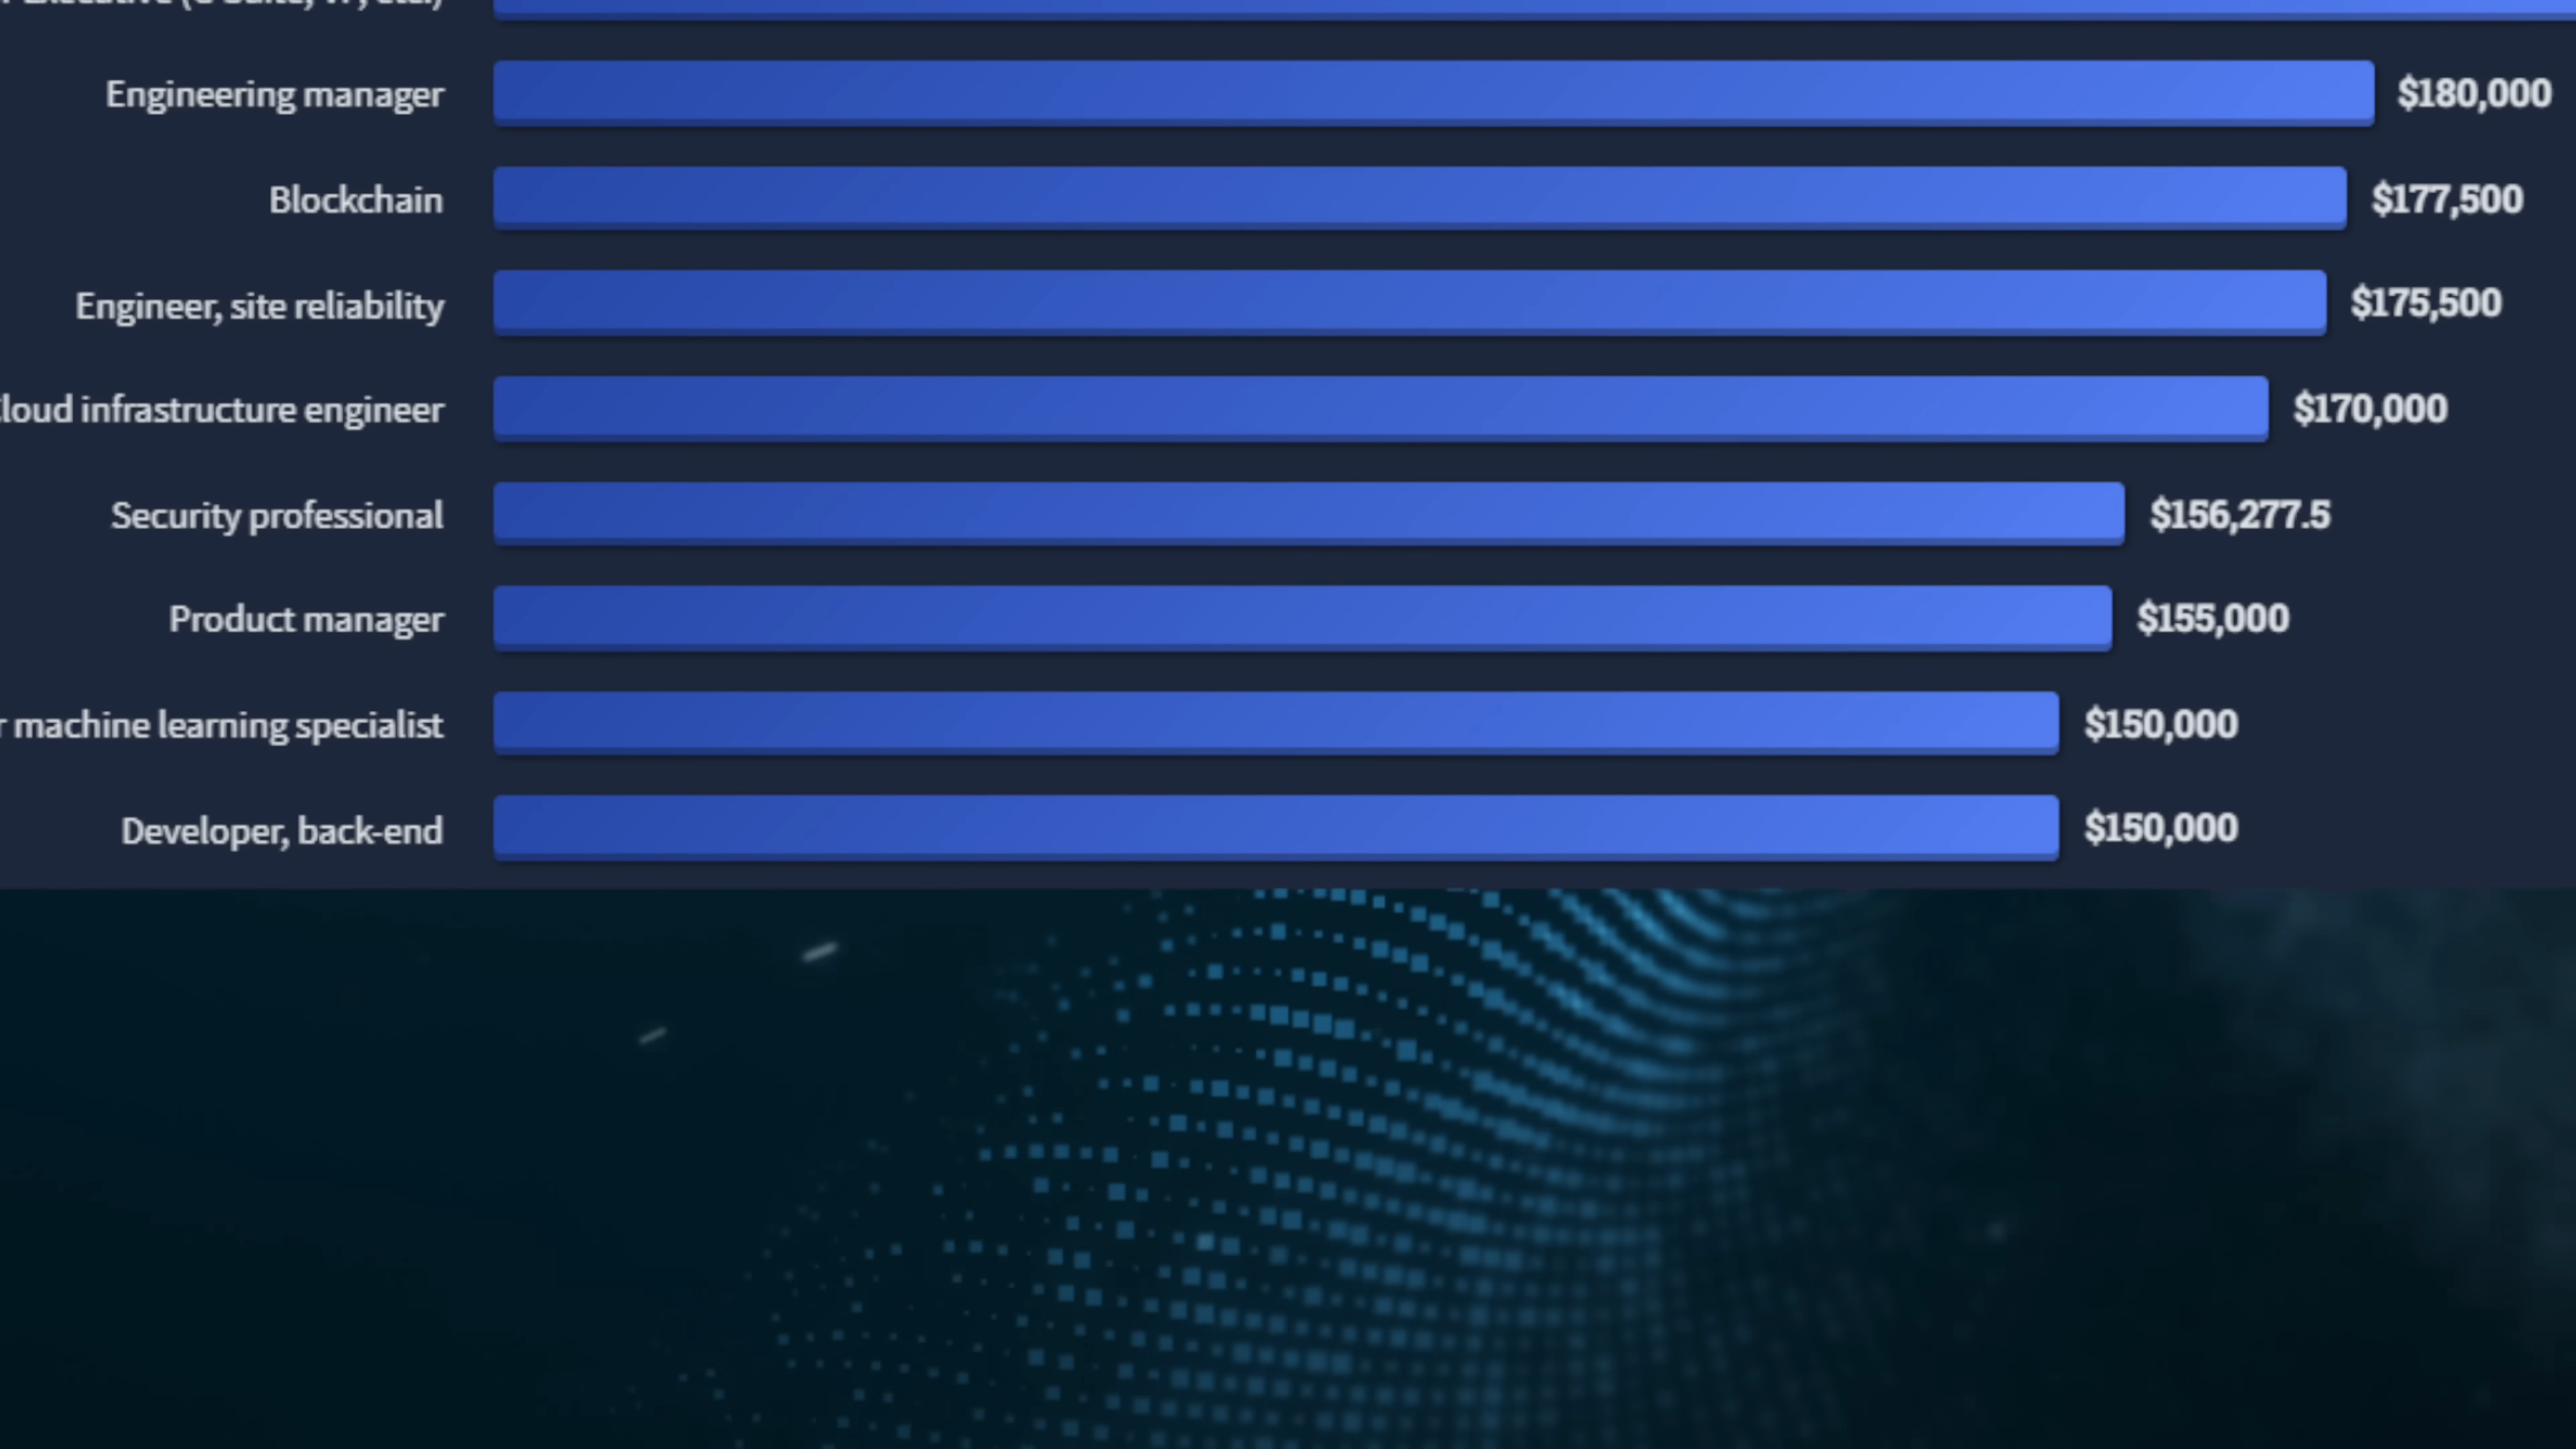 Engineering manager $180,000
Blockchain $177,500
Engineer, site reliability $175,500
infrastructure engineer $170,000
Security professional $156,277.5
Product manager $155,000
machine learning specialist $150,000
Developer, back-end $150,000